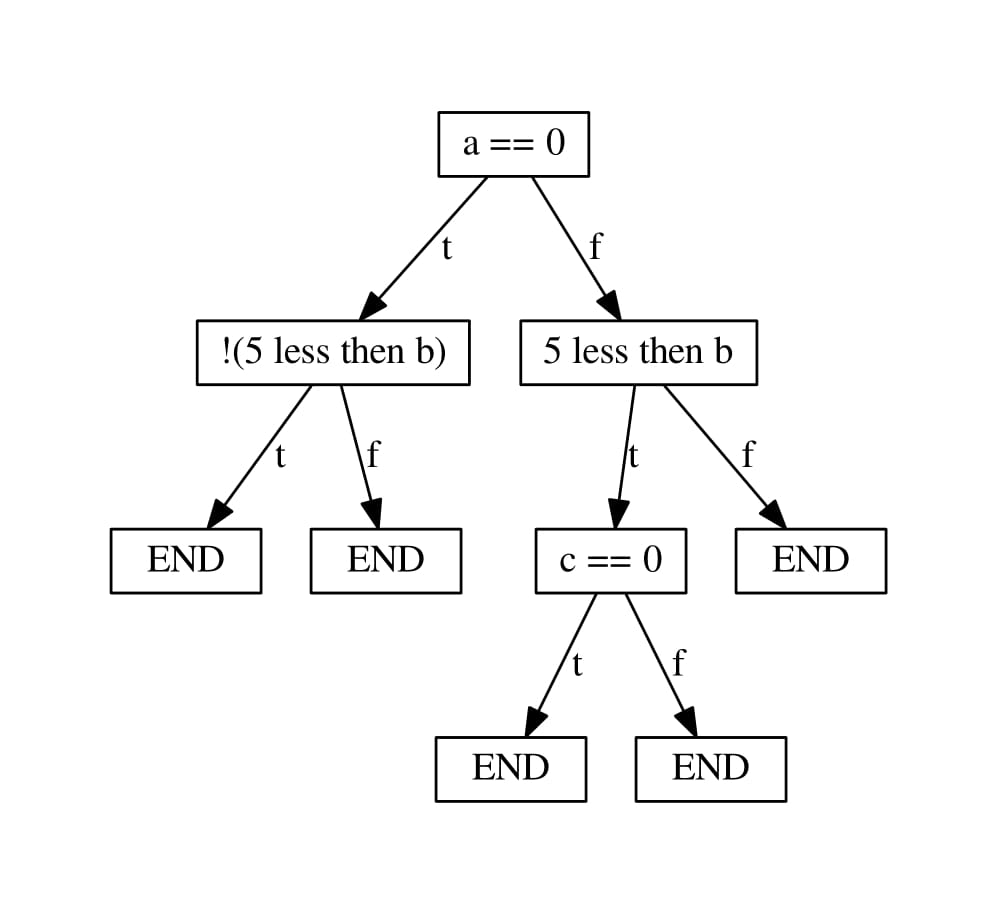 a == 0
t
f
!(5 less then b)
5 less then b
t
f
t
f
END
END
c == 0
END
t
f
END
END